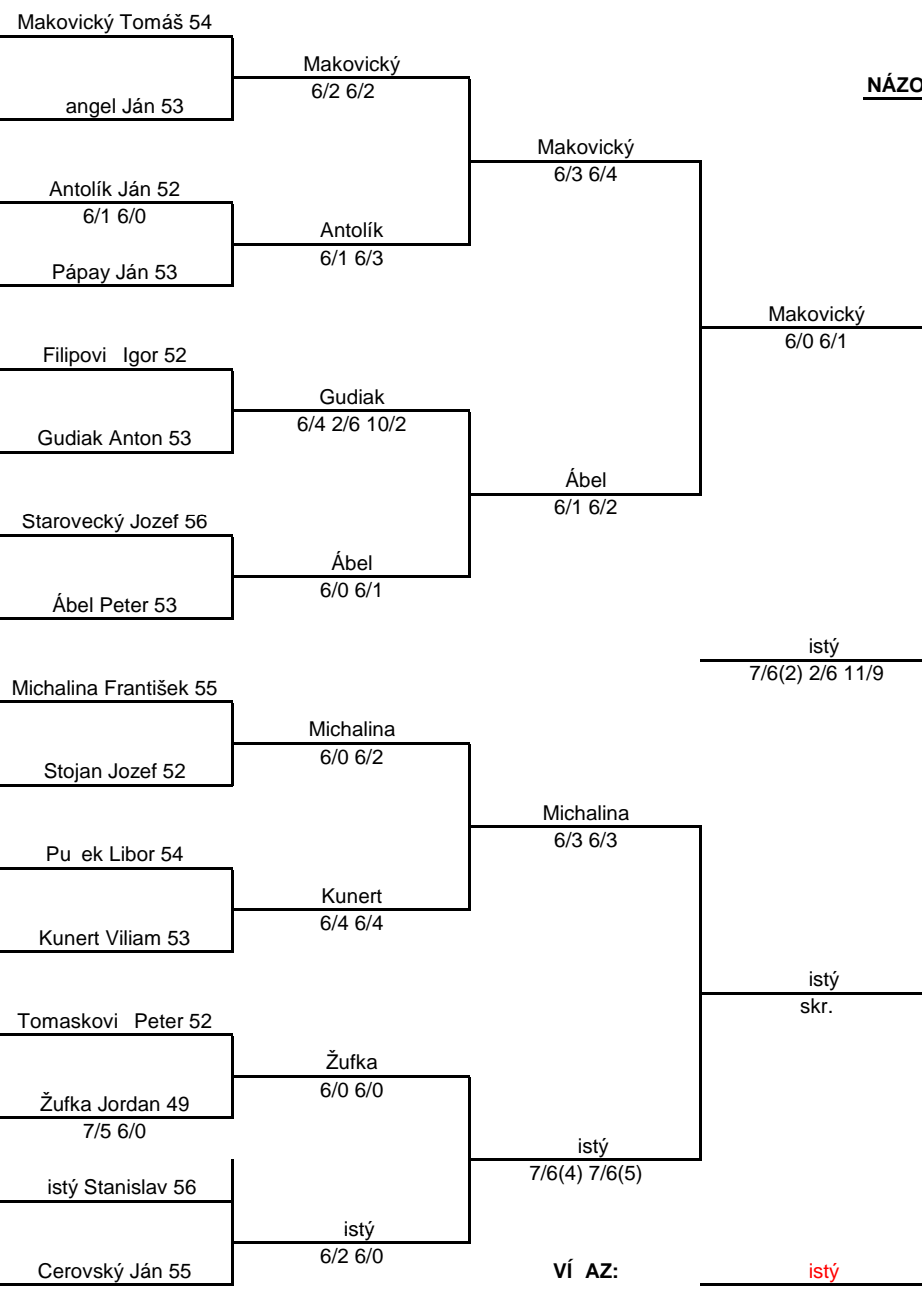 Makovický Tomáš 54
Makovický
6/2 6/2
NÁZO
angel Ján 53
Makovický
6/3 6/4
Antolík Ján 52
6/1 6/0
Antolík
6/1 6/3
Pápay Ján 53
Makovický
6/0 6/1
Filipovi Igor 52
Gudiak
6/4 2/6 10/2
Gudiak Anton 53
Ábel
6/1 6/2
Starovecký Jozef 56
Ábel
6/0 6/1
Ábel Peter 53
istý
7/6(2) 2/6 11/9
Michalina František 55
Michalina
6/0 6/2
Stojan Jozef 52
Michalina
6/3 6/3
Pu ek Libor 54
Kunert
6/4 6/4
Kunert Viliam 53
istý
skr.
Tomaskovi Peter 52
Žufka
6/0 6/0
Žufka Jordan 49
7/5 6/0
istý
7/6(4) 7/6(5)
istý Stanislav 56
istý
6/2 6/0
Cerovský Ján 55
VÍ AZ:
istý